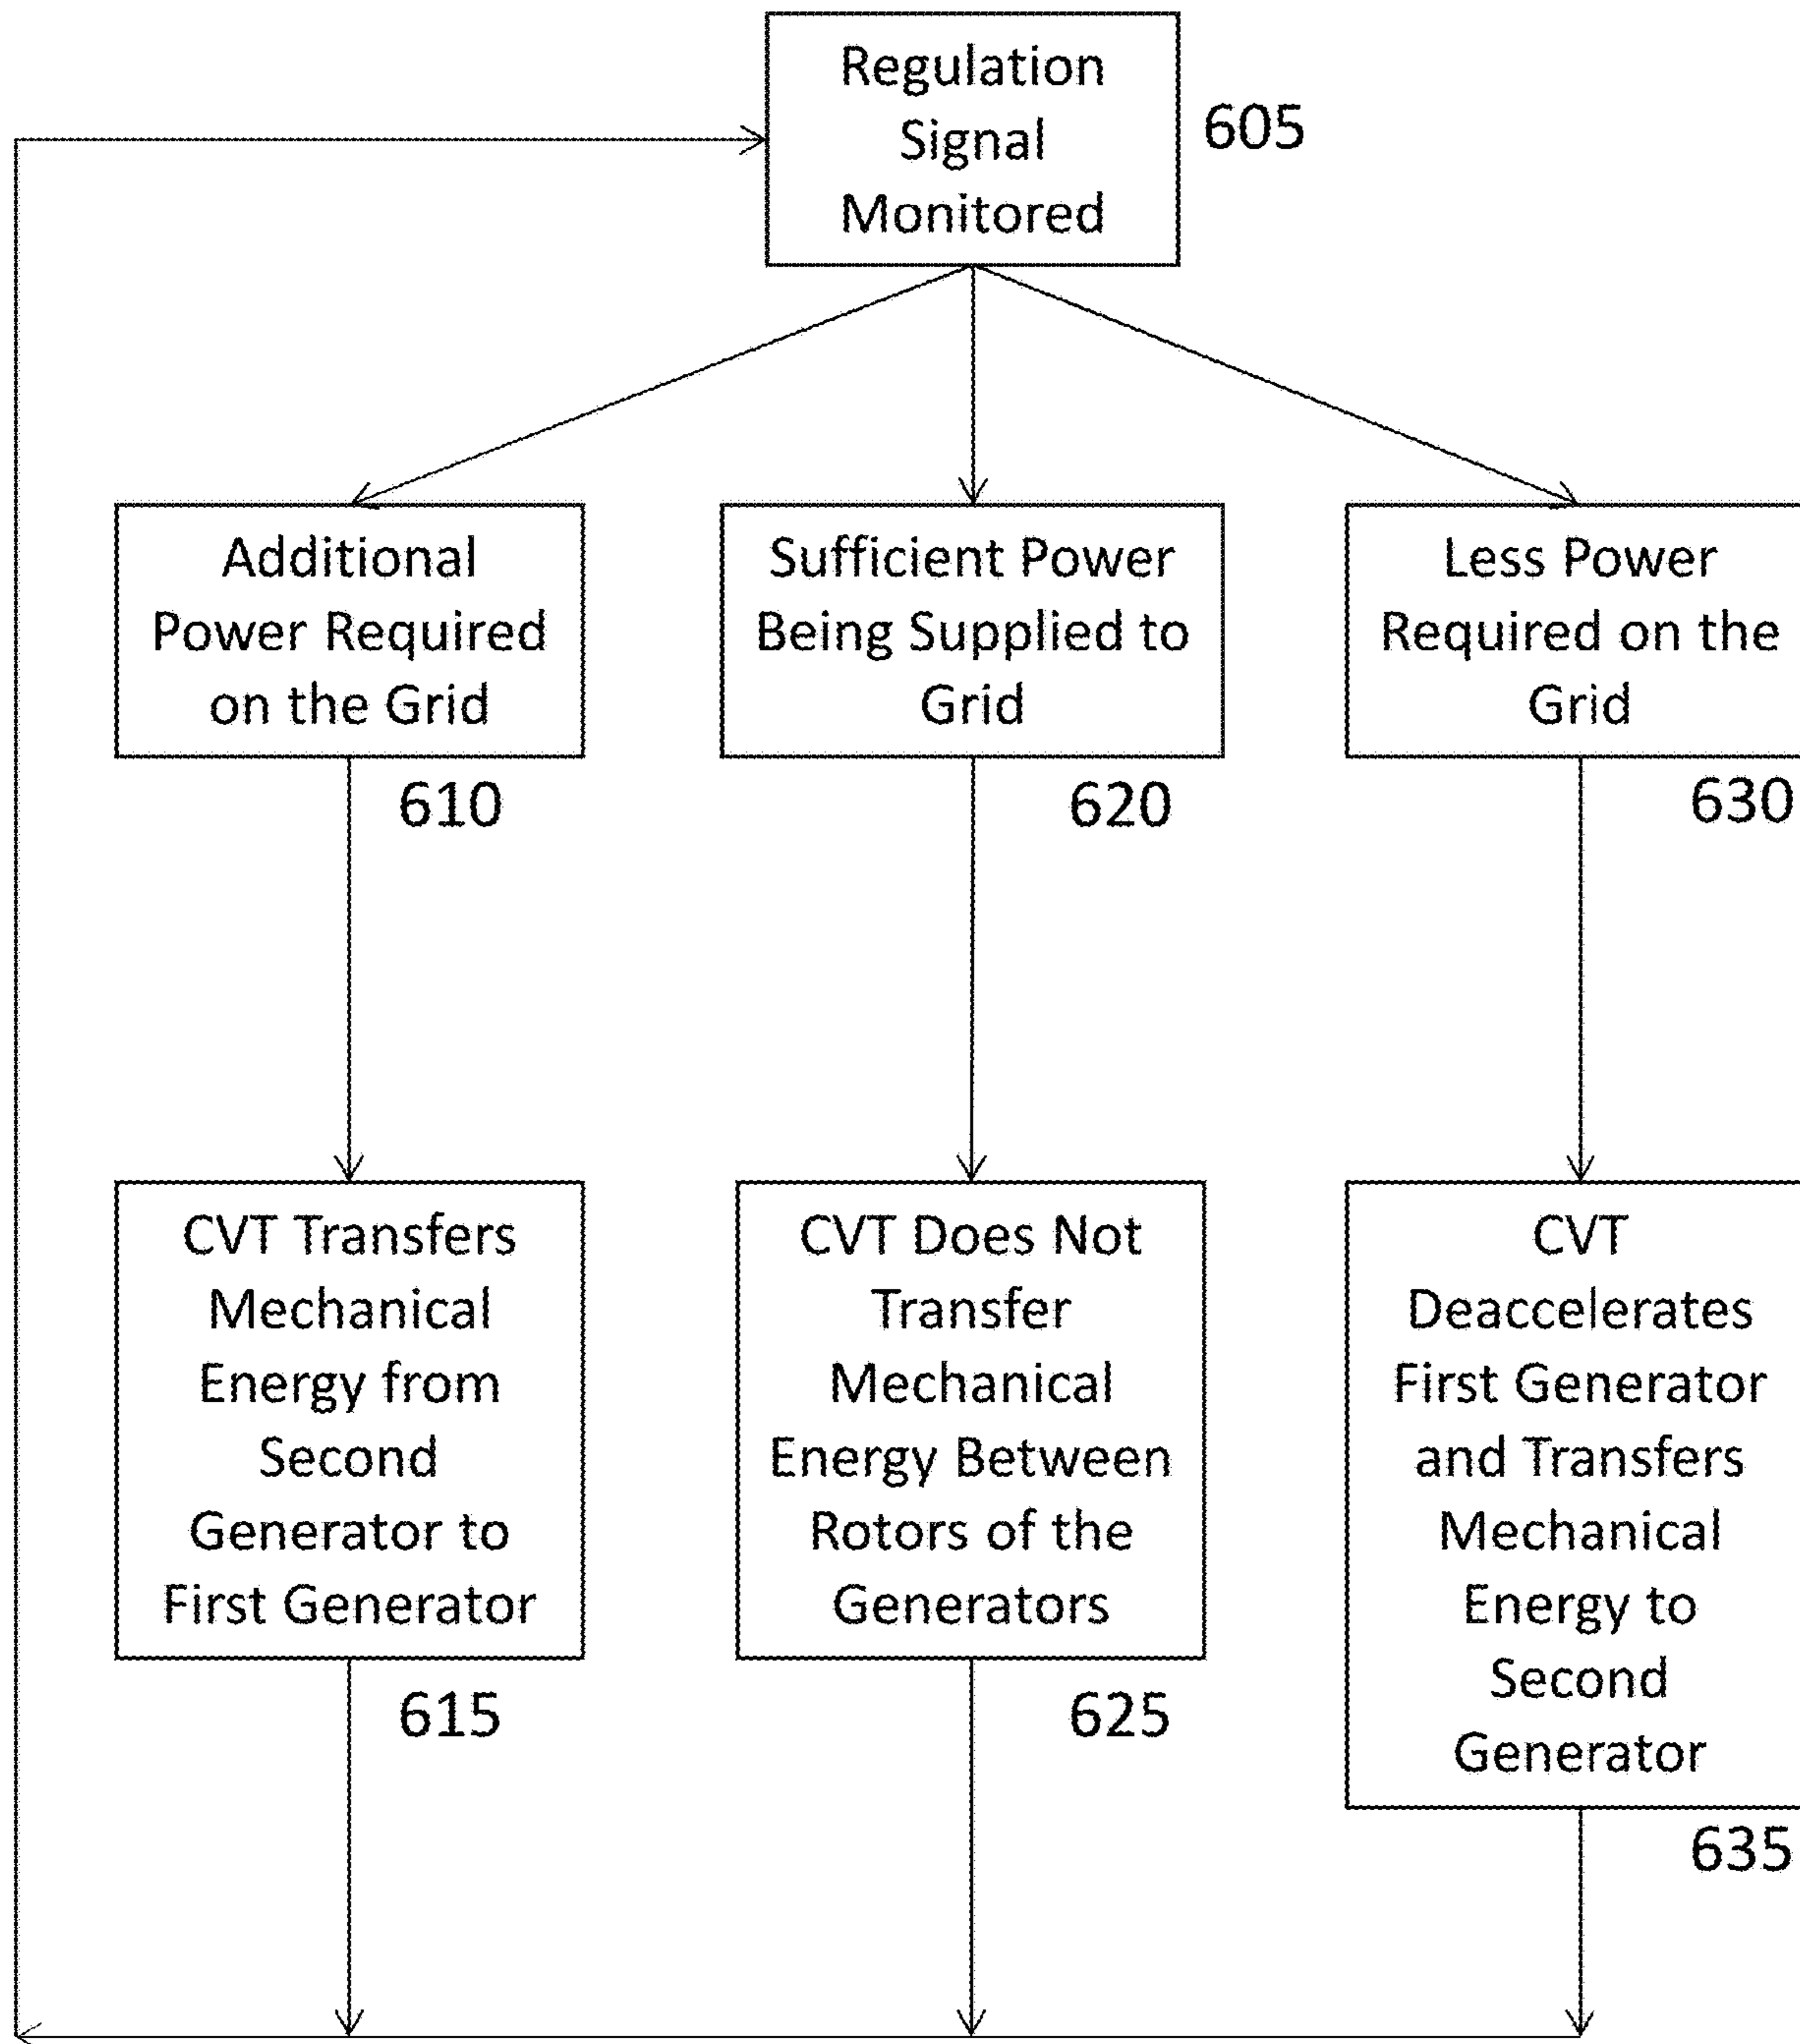 Regulation
Signal
Monitored
605
Additional
Power Required
on the Grid
610
Sufficient Power
Being Supplied to
Grid
620
Less Power
Required on the
Grid
630
CVT Transfers
Mechanical
Energy from
Second
Generator to
First Generator
615
CVT Does Not
Transfer
Mechanical
Energy Between
Rotors of the
Generators
625
CVT
Deaccelerates
First Generator
and Transfers
Mechanical
Energy to
Second
Generator
635